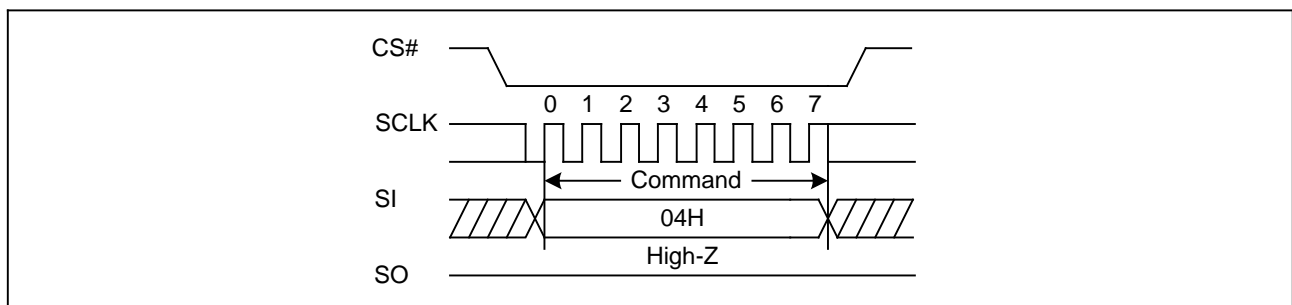 CS#
0 1 2 3 4 5 6 7
SCLK
Command
SI
04H
High-Z
SO